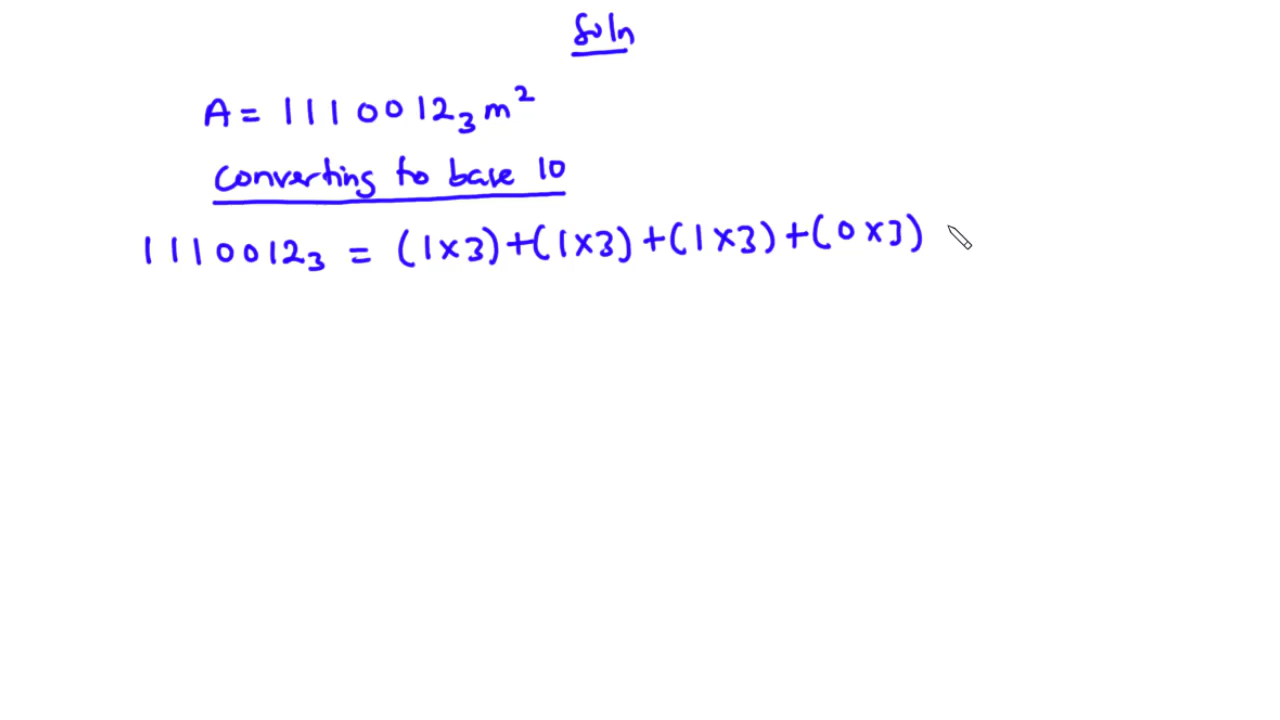 Soln
A = 1110012₃ m²
Converting to base 10
1110012₃ = (1×3)+(1×3)+(1×3)+(0×3)